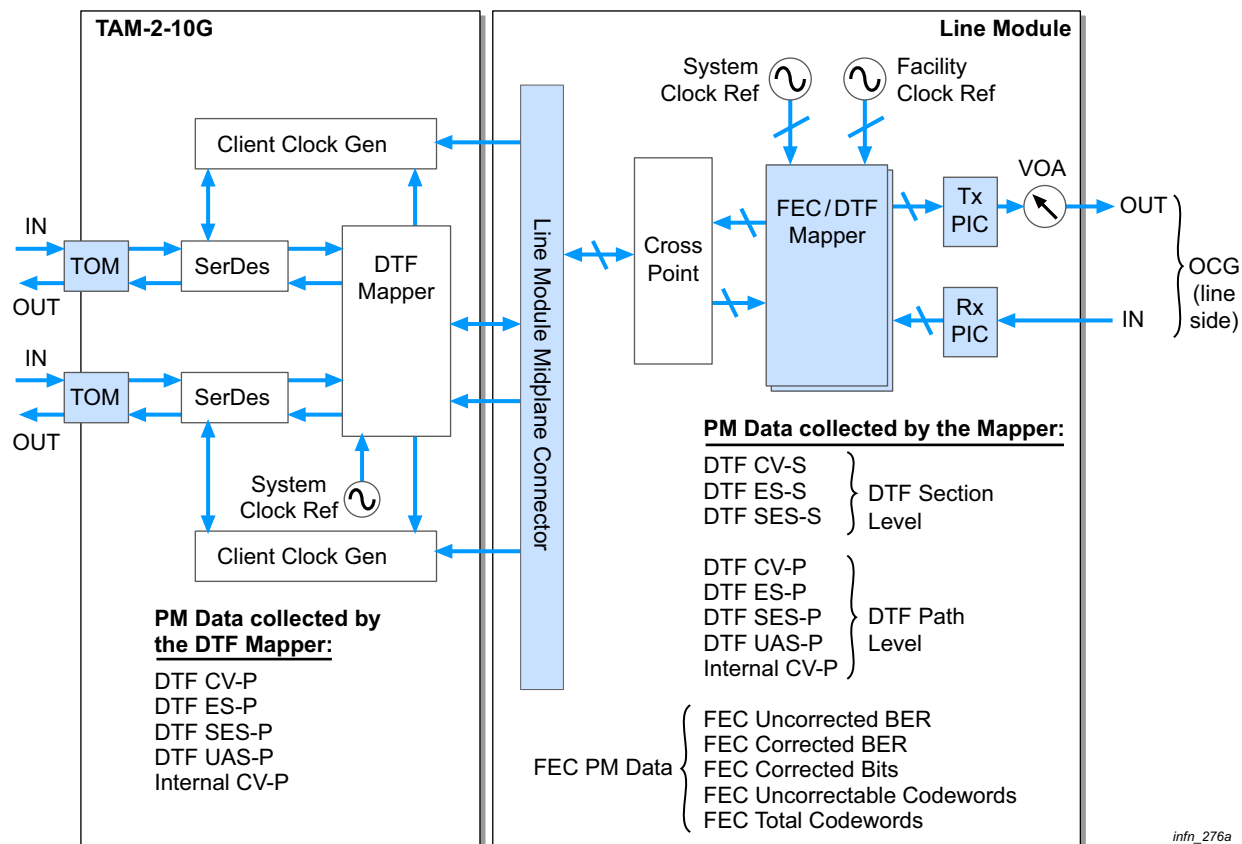 TAM-2-10G
Line Module
System
Clock Ref
Facility
Clock Ref
Client Clock Gen
VOA
IN
TOM
OUT
SerDes
DTF
Mapper
Line Module Midplane Connector
Cross
Point
FEC/DTF
Mapper
Tx
PIC
OUT
Rx
PIC
IN
OCG
(line
side)
IN
TOM
OUT
SerDes
System
Clock Ref
Client Clock Gen
PM Data collected by
the DTF Mapper:
DTF CV-P
DTF ES-P
DTF SES-P
DTF UAS-P
Internal CV-P
PM Data collected by the Mapper:
DTF CV-S
DTF ES-S
DTF SES-S
DTF Section
Level
DTF CV-P
DTF ES-P
DTF SES-P
DTF UAS-P
Internal CV-P
DTF Path
Level
FEC PM Data
FEC Uncorrected BER
FEC Corrected BER
FEC Corrected Bits
FEC Uncorrectable Codewords
FEC Total Codewords
infn_276a